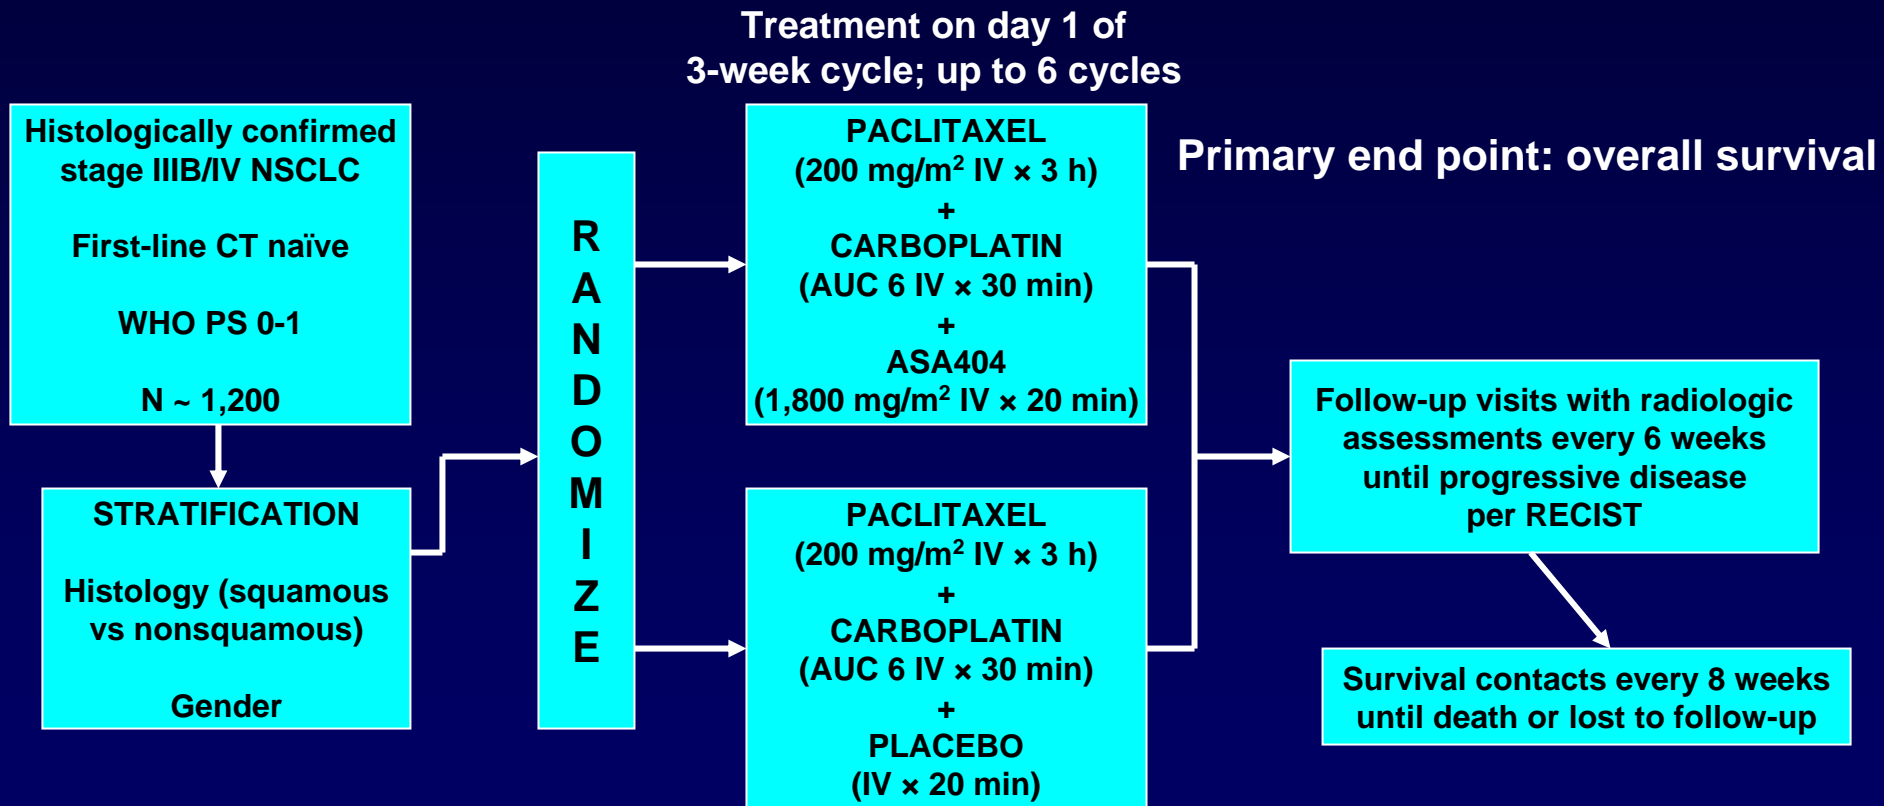 Treatment on day 1 of
3-week cycle; up to 6 cycles
Histologically confirmed
stage IIIB/IV NSCLC
First-line CT naïve
WHO PS 0-1
N ~ 1,200
STRATIFICATION
Histology (squamous
vs nonsquamous)
Gender
RANDOMIZE
PACLITAXEL
(200 mg/m² IV × 3 h)
+
CARBOPLATIN
(AUC 6 IV × 30 min)
+
ASA404
(1,800 mg/m² IV × 20 min)
PACLITAXEL
(200 mg/m² IV × 3 h)
+
CARBOPLATIN
(AUC 6 IV × 30 min)
+
PLACEBO
(IV × 20 min)
Primary end point: overall survival
Follow-up visits with radiologic
assessments every 6 weeks
until progressive disease
per RECIST
Survival contacts every 8 weeks
until death or lost to follow-up